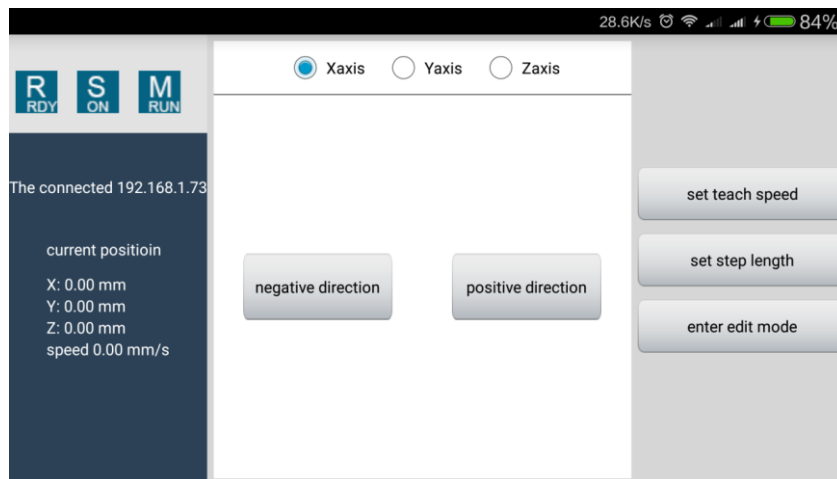 28.6K/s 84%
R S M
RDY ON RUN
Xaxis Yaxis Zaxis
The connected 192.168.1.73
current positioin
X: 0.00 mm
Y: 0.00 mm
Z: 0.00 mm
speed 0.00 mm/s
negative direction positive direction
set teach speed
set step length
enter edit mode